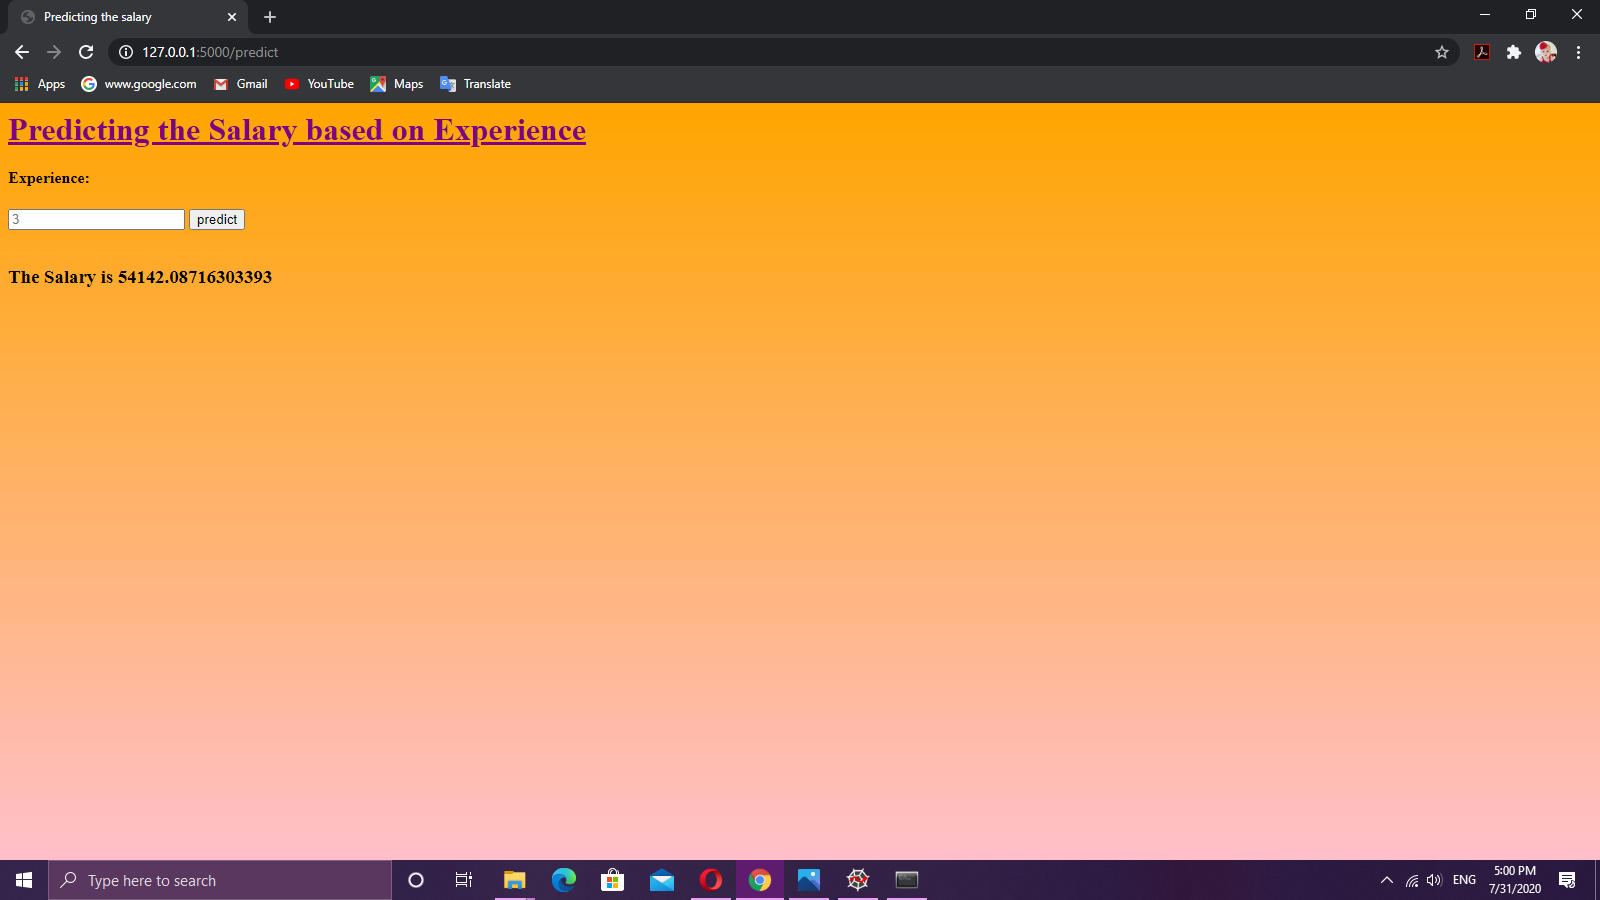 Predicting the salary
127.0.0.1:5000/predict
Apps www.google.com Gmail YouTube Maps Translate
Predicting the Salary based on Experience
Experience:
3 predict
The Salary is 54142.08716303393
Type here to search
ENG
5:00 PM
7/31/2020